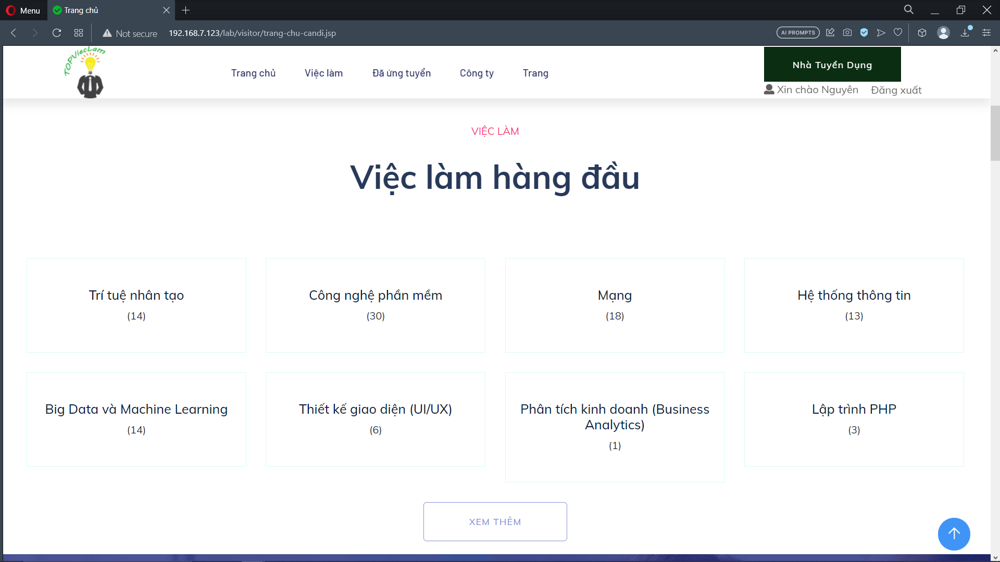 Menu
Trang chủ
Not secure
192.168.7.123/lab/visitor/trang-chu-candi.jsp
AI PROMPTS
TOPViecLam
Trang chủ
Việc làm
Đã ứng tuyển
Công ty
Trang
Nhà Tuyển Dụng
Xin chào Nguyên
Đăng xuất
VIỆC LÀM
Việc làm hàng đầu
Trí tuệ nhân tạo
(14)
Công nghệ phần mềm
(30)
Mạng
(18)
Hệ thống thông tin
(13)
Big Data và Machine Learning
(14)
Thiết kế giao diện (UI/UX)
(6)
Phân tích kinh doanh (Business
Analytics)
(1)
Lập trình PHP
(3)
XEM THÊM